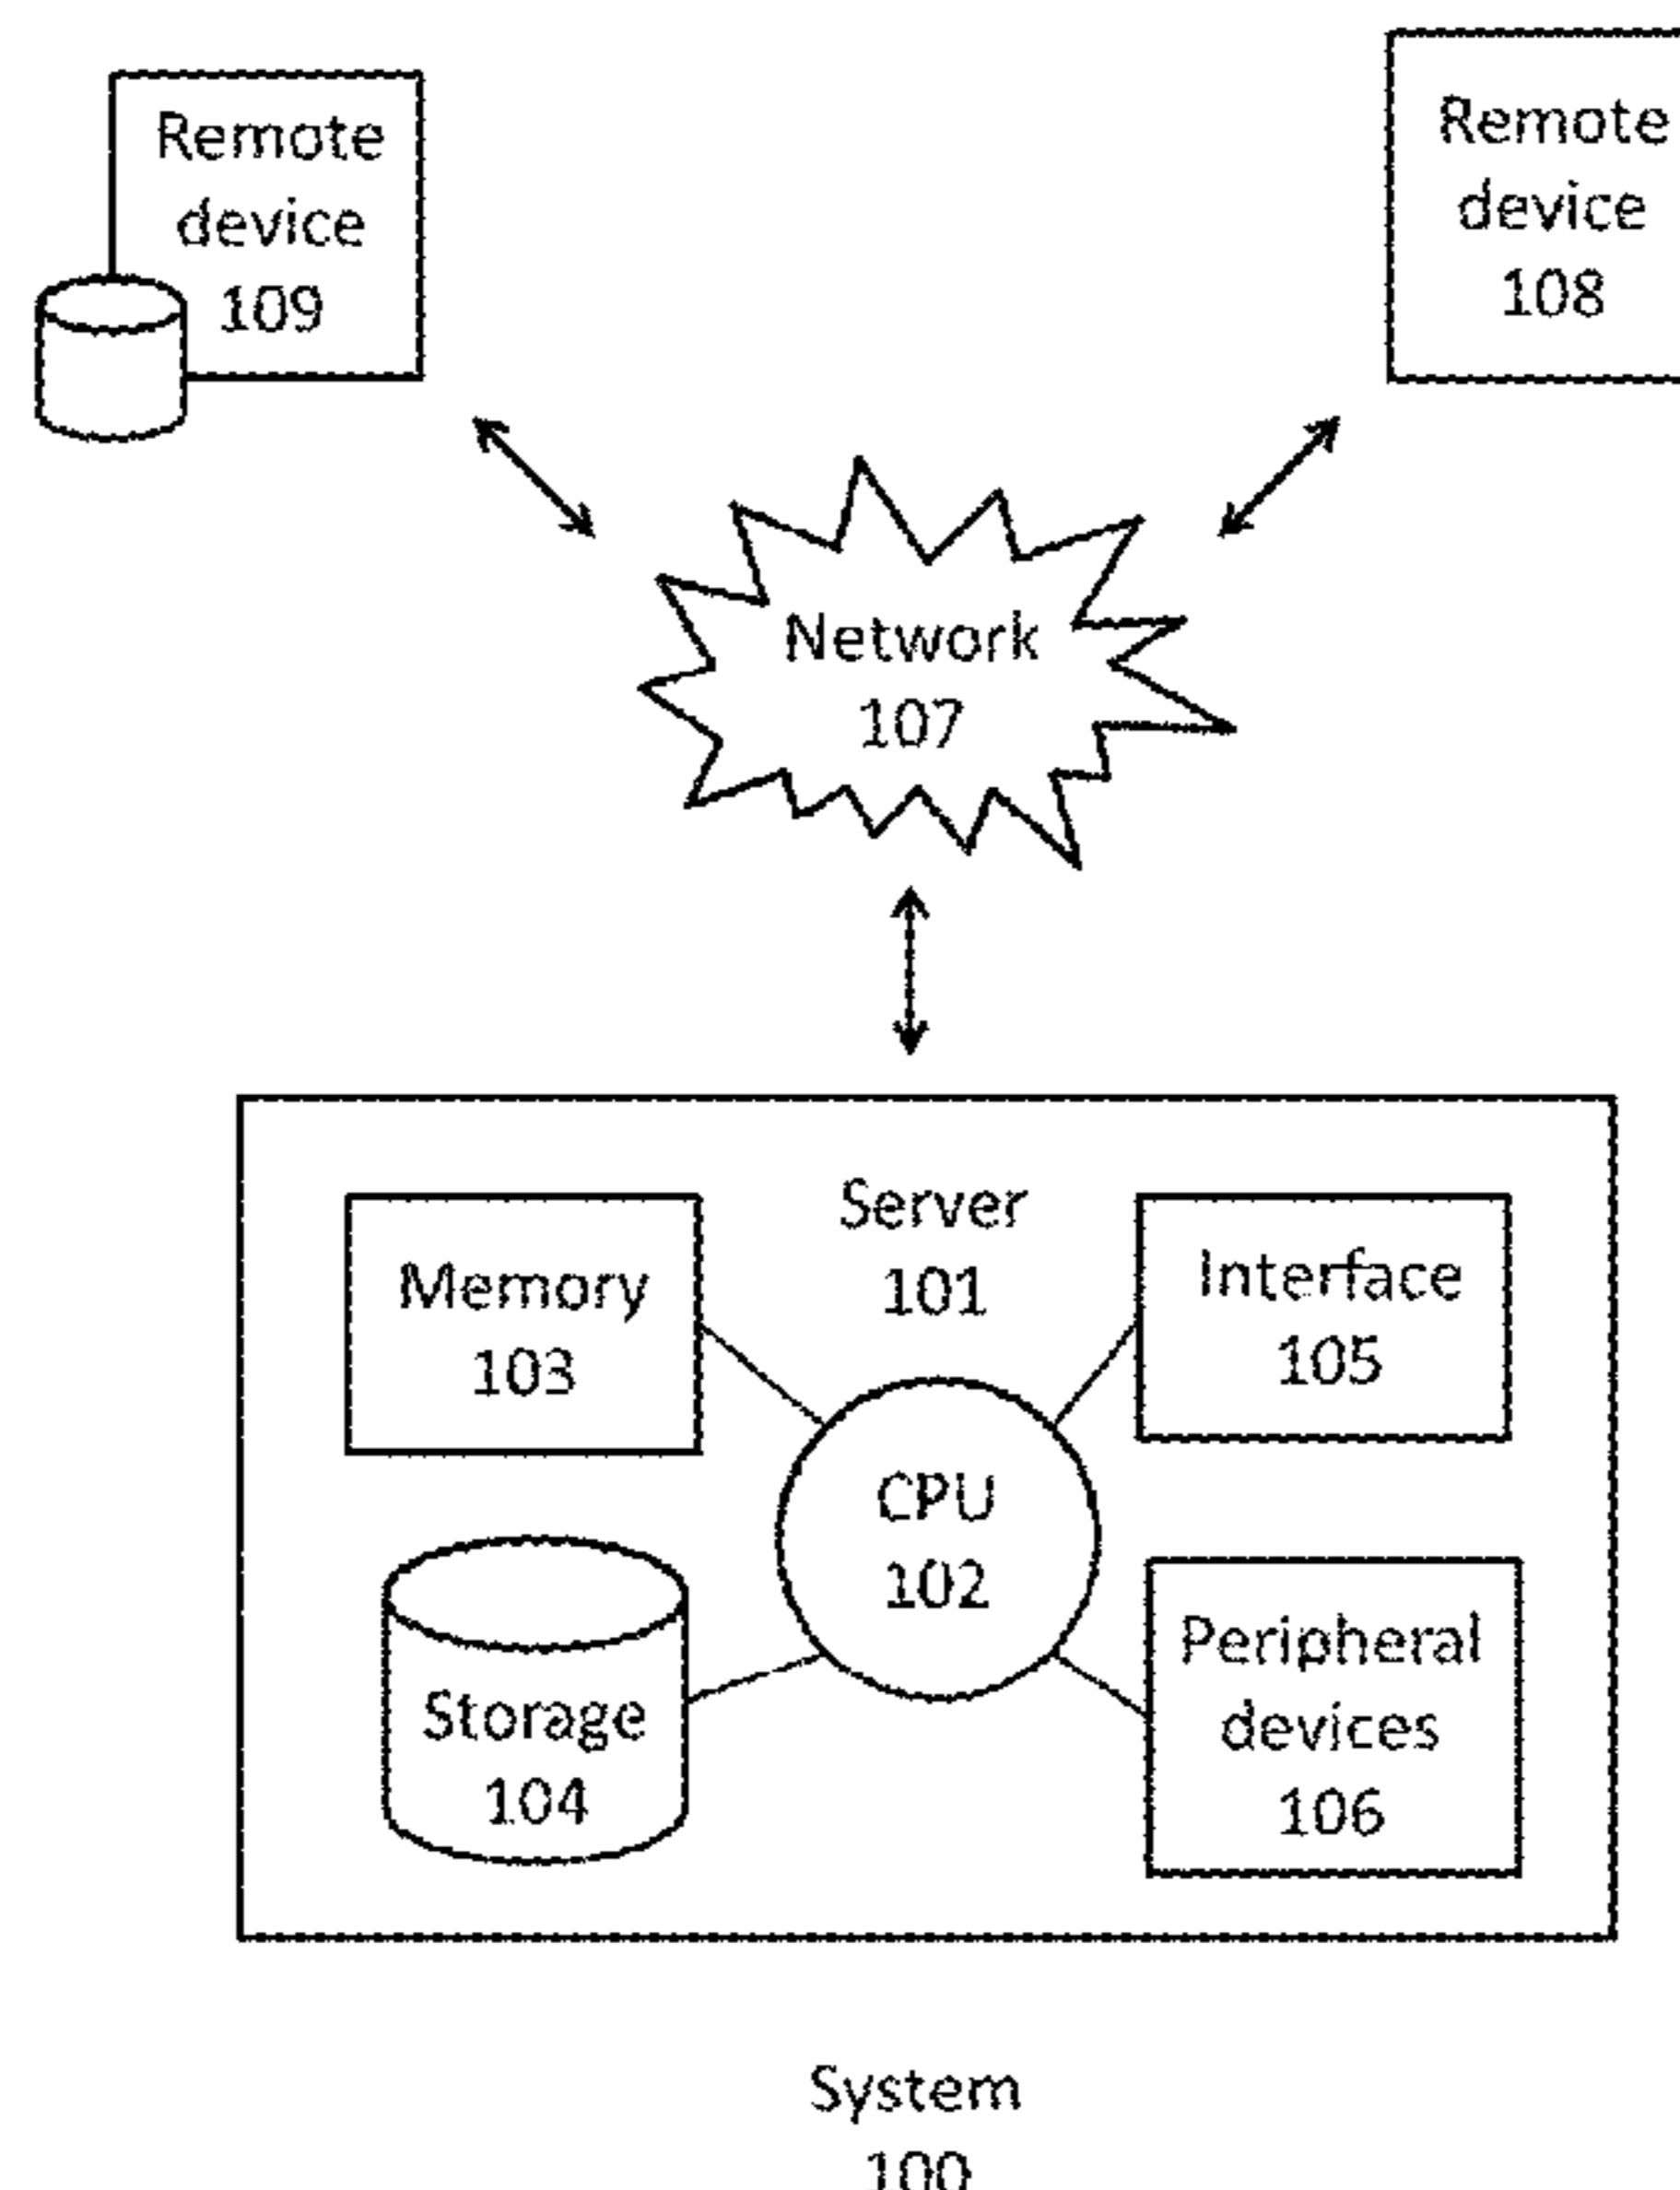 Remote
device
109
Remote
device
108
Network
107
Server
101
Memory
103
Interface
105
CPU
102
Storage
104
Peripheral
devices
106
System
100